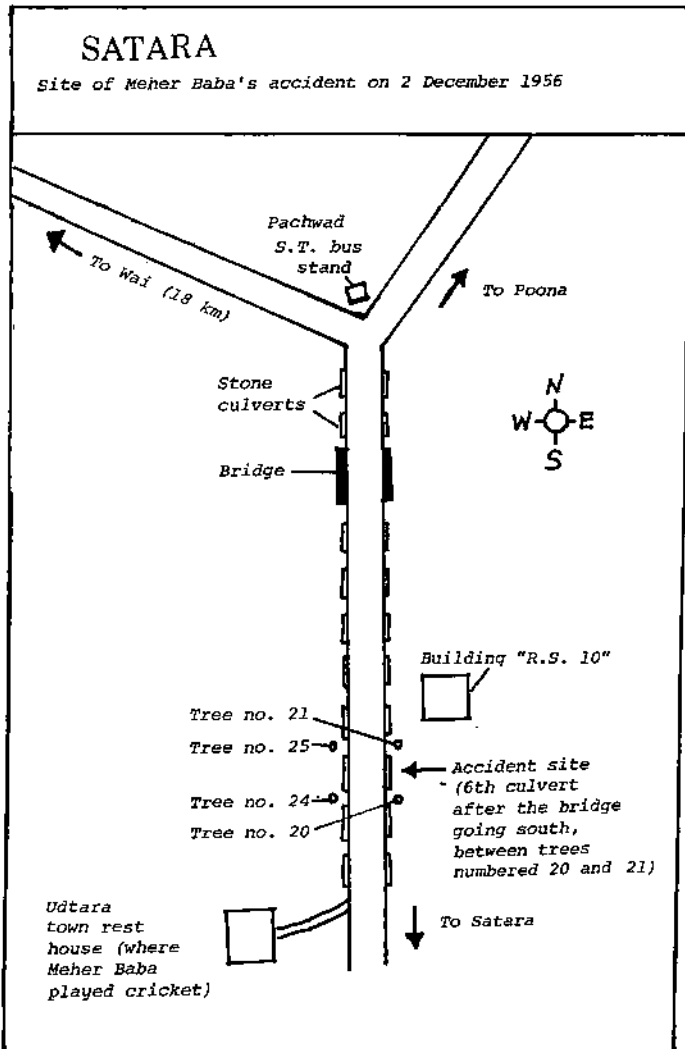 SATARA
Site of Meher Baba's accident on 2 December 1956
Pachwad
S.T. bus
stand
To Wai (18 km)
To Poona
Stone
culverts
N
W E
S
Bridge
Building "R.S. 10"
Tree no. 21
Tree no. 25
Accident site
(6th culvert
after the bridge
going south,
between trees
numbered 20 and 21)
Tree no. 24
Tree no. 20
Udtara
town rest
house (where
Meher Baba
played cricket)
To Satara